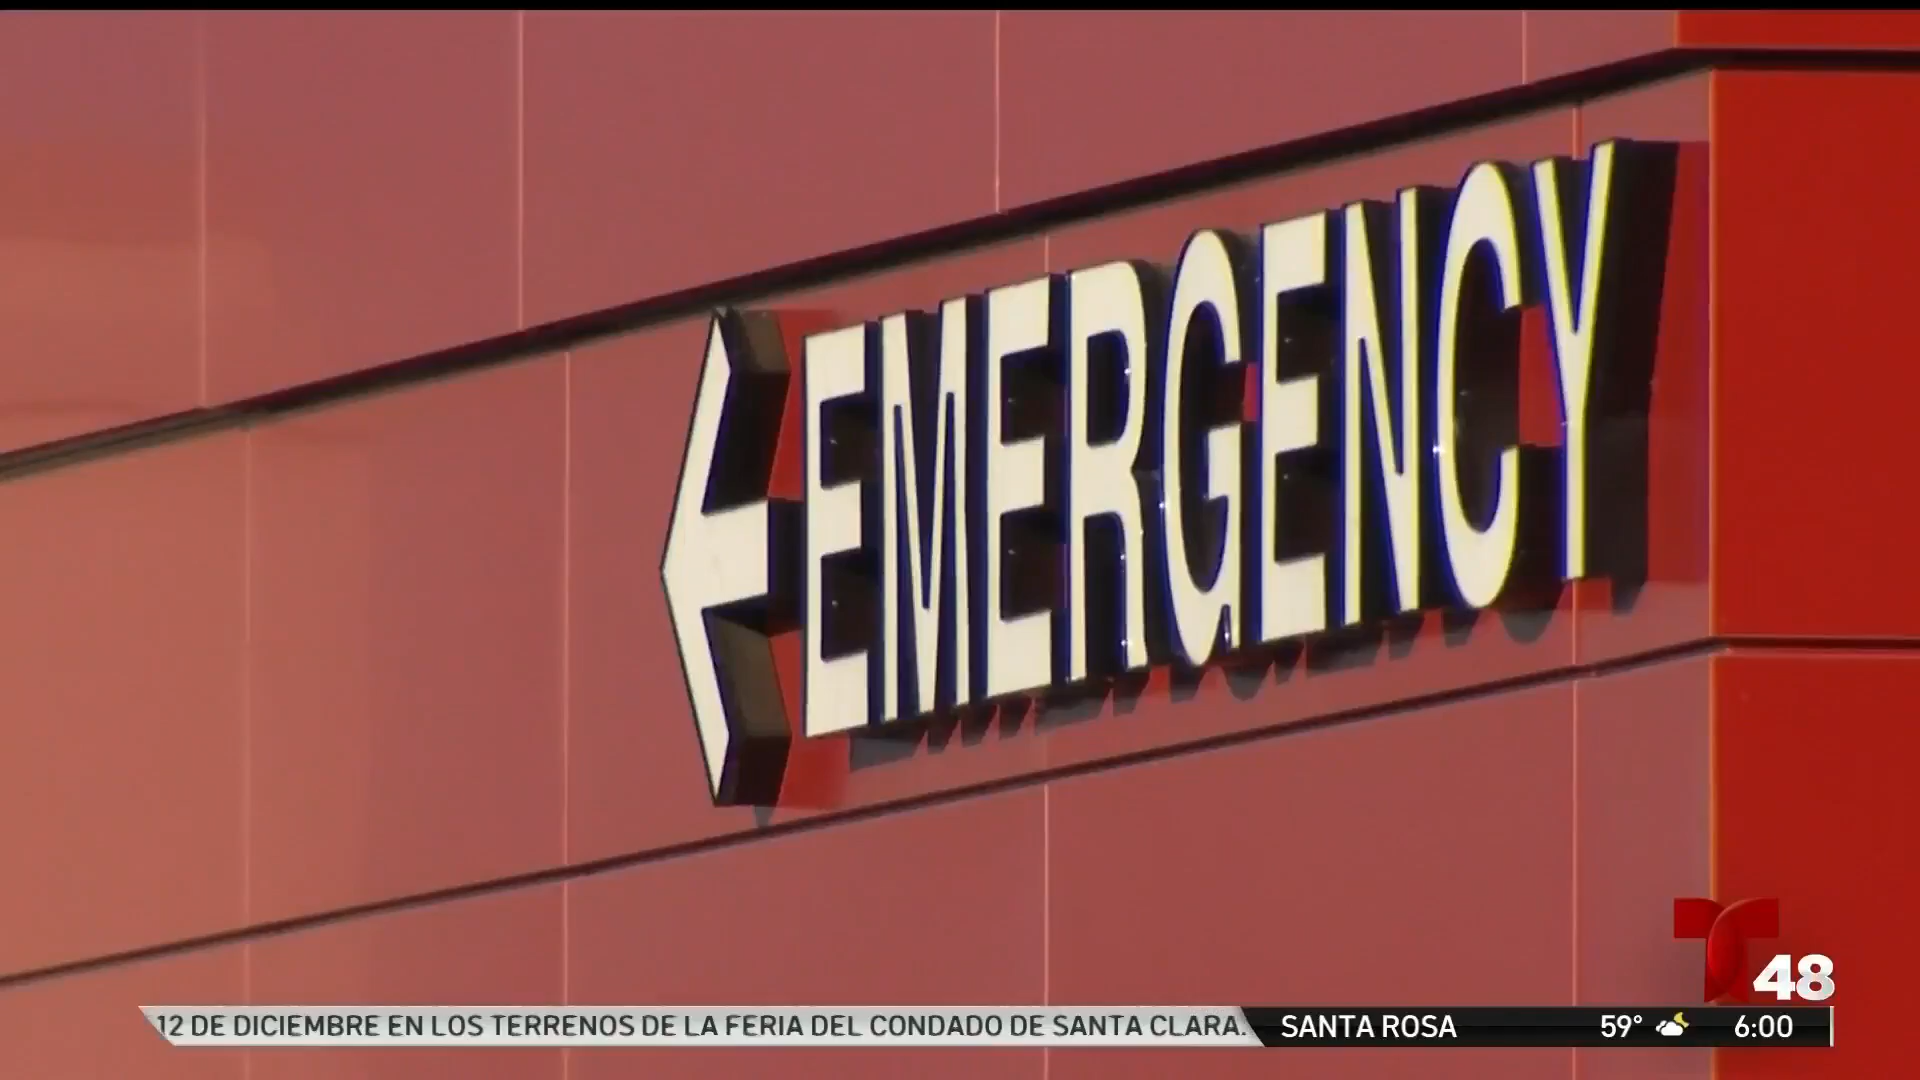 EMERGENCY
48
12 DE DICIEMBRE EN LOS TERRENOS DE LA FERIA DEL CONDADO DE SANTA CLARA.
SANTA ROSA 59° 6:00